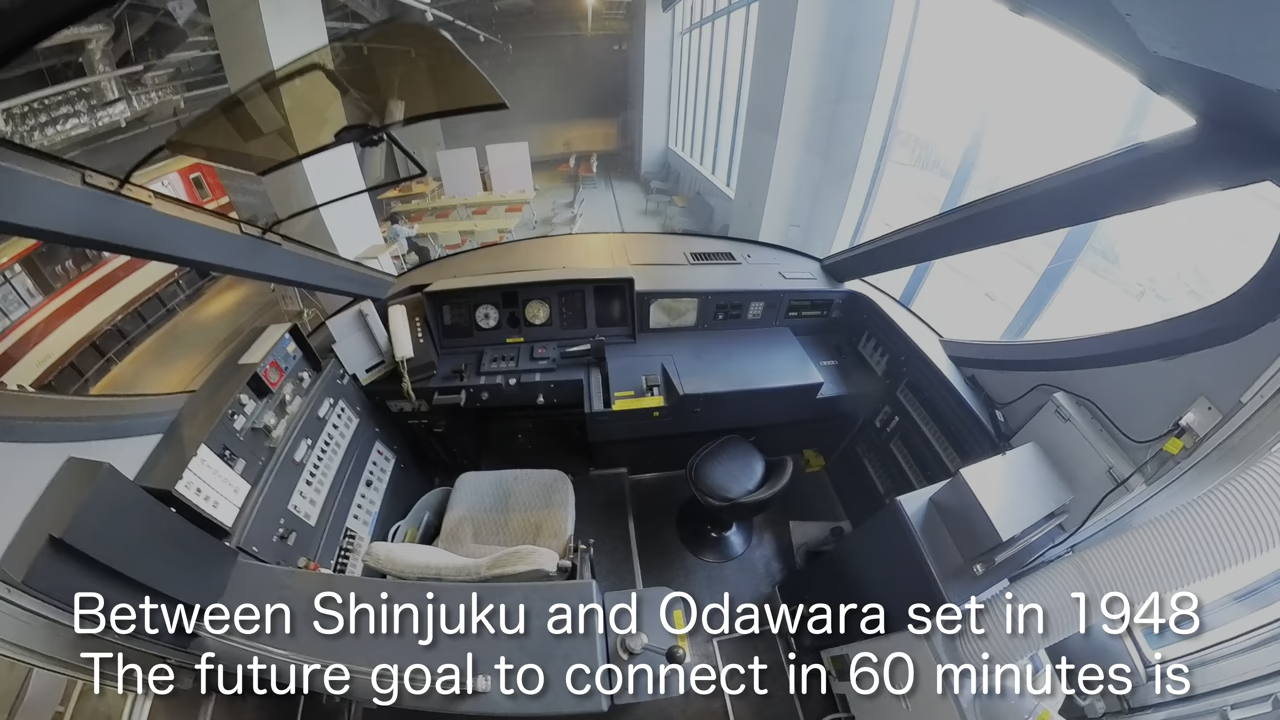 Between Shinjuku and Odawara set in 1948
The future goal to connect in 60 minutes is